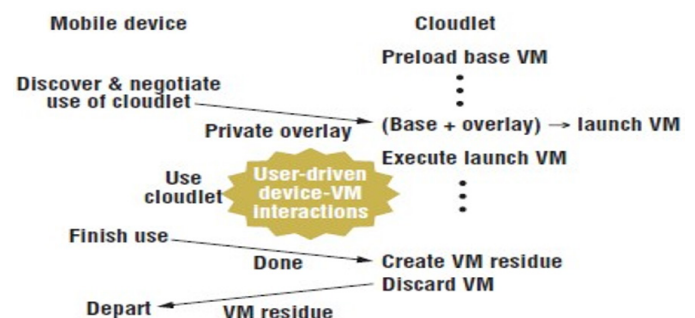 Mobile device
Cloudlet
Preload base VM
Discover & negotiate
use of cloudlet
Private overlay
(Base + overlay) → launch VM
Execute launch VM
Use
cloudlet
User-driven
device-VM
interactions
Finish use
Done
Create VM residue
Discard VM
Depart
VM residue